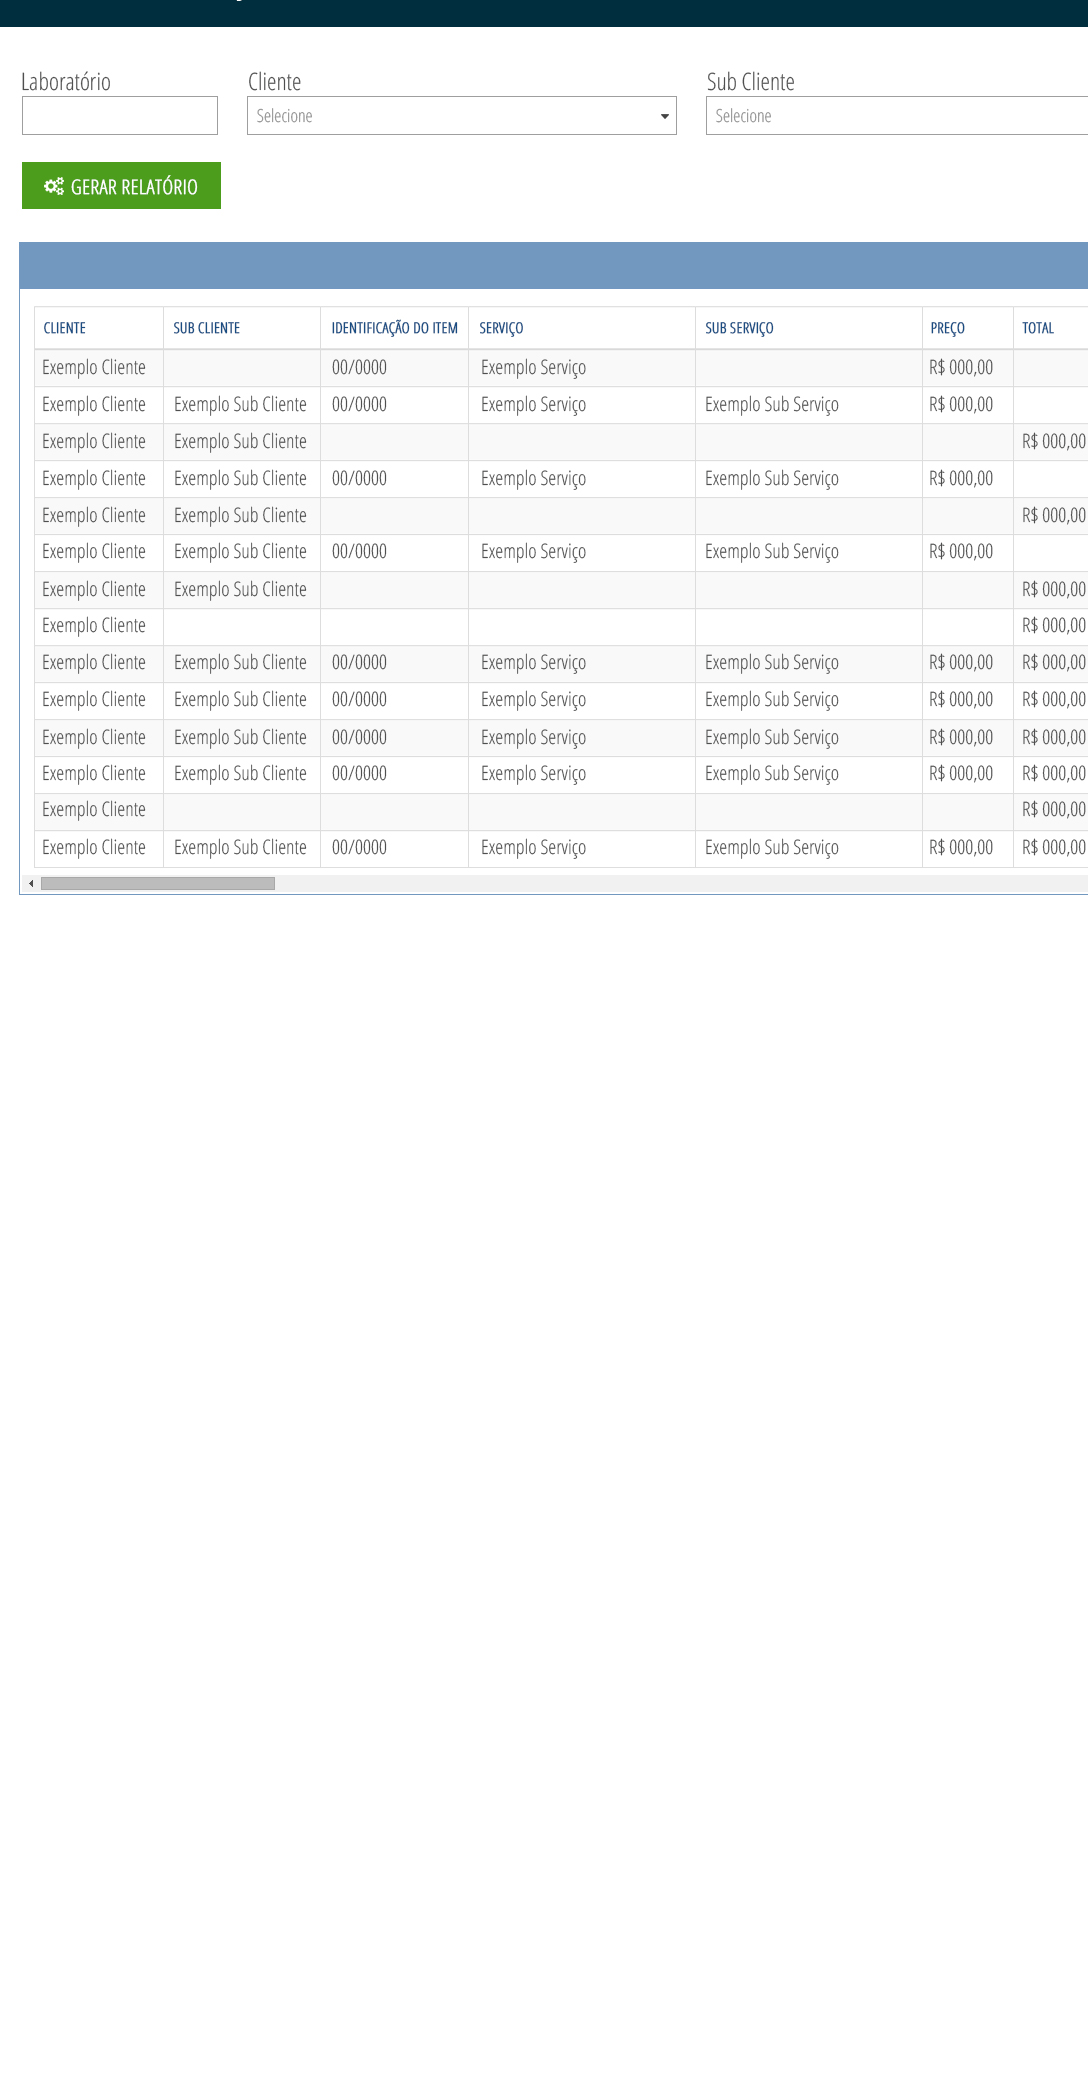 Laboratório Cliente Sub Cliente
Selecione Selecione
GERAR RELATÓRIO
CLIENTE SUB CLIENTE IDENTIFICAÇÃO DO ITEM SERVIÇO SUB SERVIÇO PREÇO TOTAL
Exemplo Cliente 00/0000 Exemplo Serviço R$ 000,00
Exemplo Cliente Exemplo Sub Cliente 00/0000 Exemplo Serviço Exemplo Sub Serviço R$ 000,00
Exemplo Cliente Exemplo Sub Cliente R$ 000,00
Exemplo Cliente Exemplo Sub Cliente 00/0000 Exemplo Serviço Exemplo Sub Serviço R$ 000,00
Exemplo Cliente Exemplo Sub Cliente R$ 000,00
Exemplo Cliente Exemplo Sub Cliente 00/0000 Exemplo Serviço Exemplo Sub Serviço R$ 000,00
Exemplo Cliente Exemplo Sub Cliente R$ 000,00
Exemplo Cliente R$ 000,00
Exemplo Cliente Exemplo Sub Cliente 00/0000 Exemplo Serviço Exemplo Sub Serviço R$ 000,00 R$ 000,00
Exemplo Cliente Exemplo Sub Cliente 00/0000 Exemplo Serviço Exemplo Sub Serviço R$ 000,00 R$ 000,00
Exemplo Cliente Exemplo Sub Cliente 00/0000 Exemplo Serviço Exemplo Sub Serviço R$ 000,00 R$ 000,00
Exemplo Cliente Exemplo Sub Cliente 00/0000 Exemplo Serviço Exemplo Sub Serviço R$ 000,00 R$ 000,00
Exemplo Cliente R$ 000,00
Exemplo Cliente Exemplo Sub Cliente 00/0000 Exemplo Serviço Exemplo Sub Serviço R$ 000,00 R$ 000,00